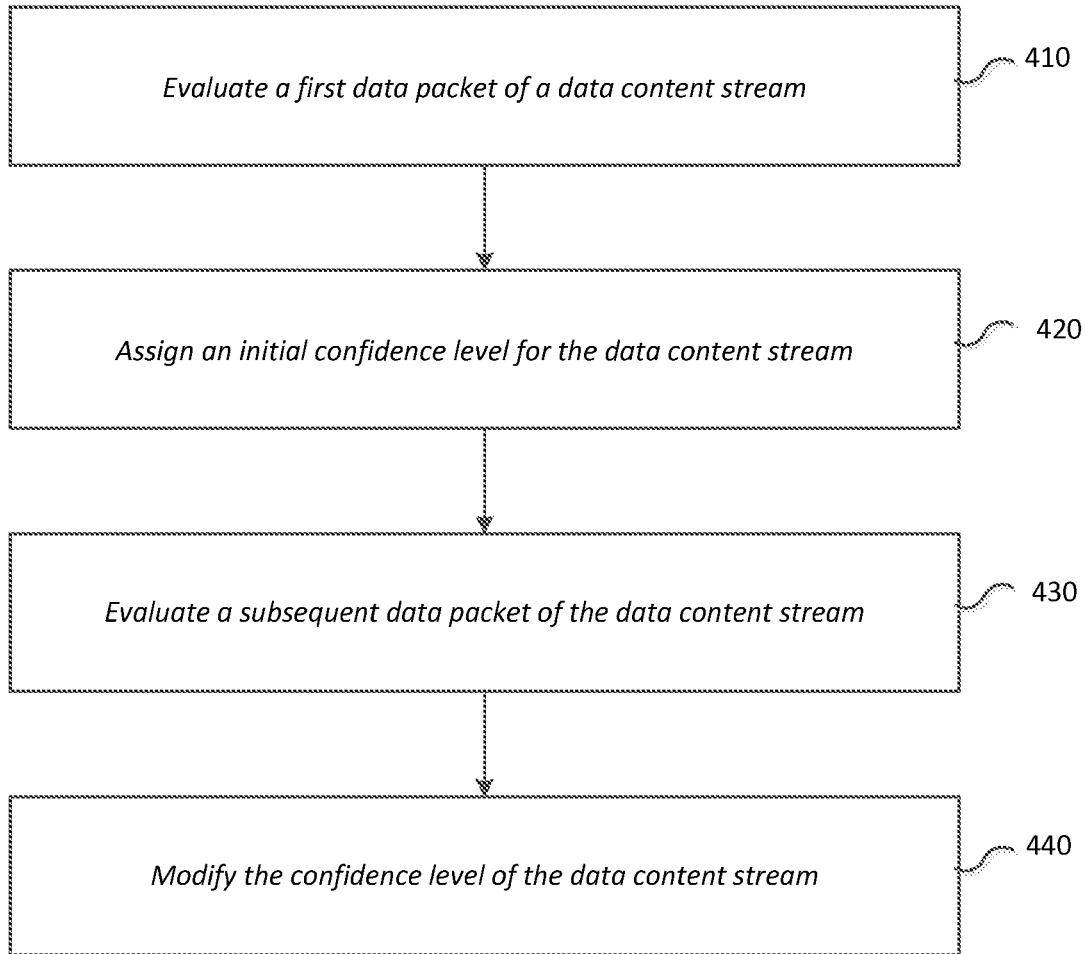 Evaluate a first data packet of a data content stream
410
Assign an initial confidence level for the data content stream
420
Evaluate a subsequent data packet of the data content stream
430
Modify the confidence level of the data content stream
440